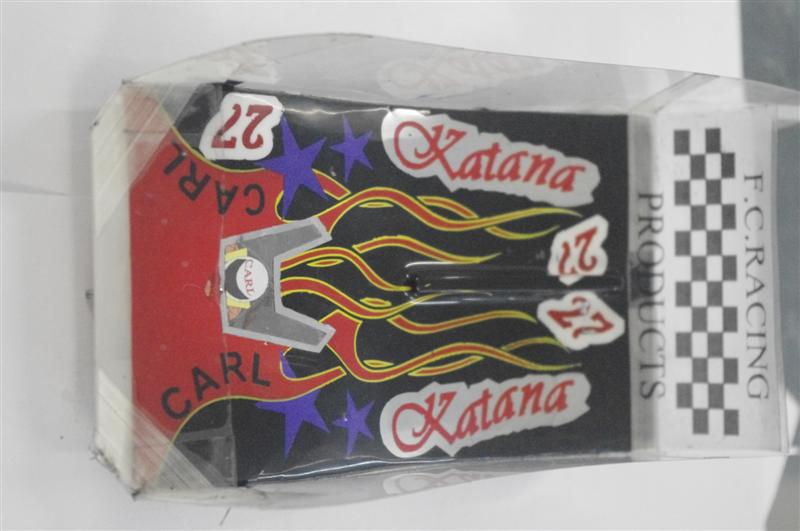 27
CARL
Katana
27
CARL
27
CARL
Katana
F.C.RACING
PRODUCTS